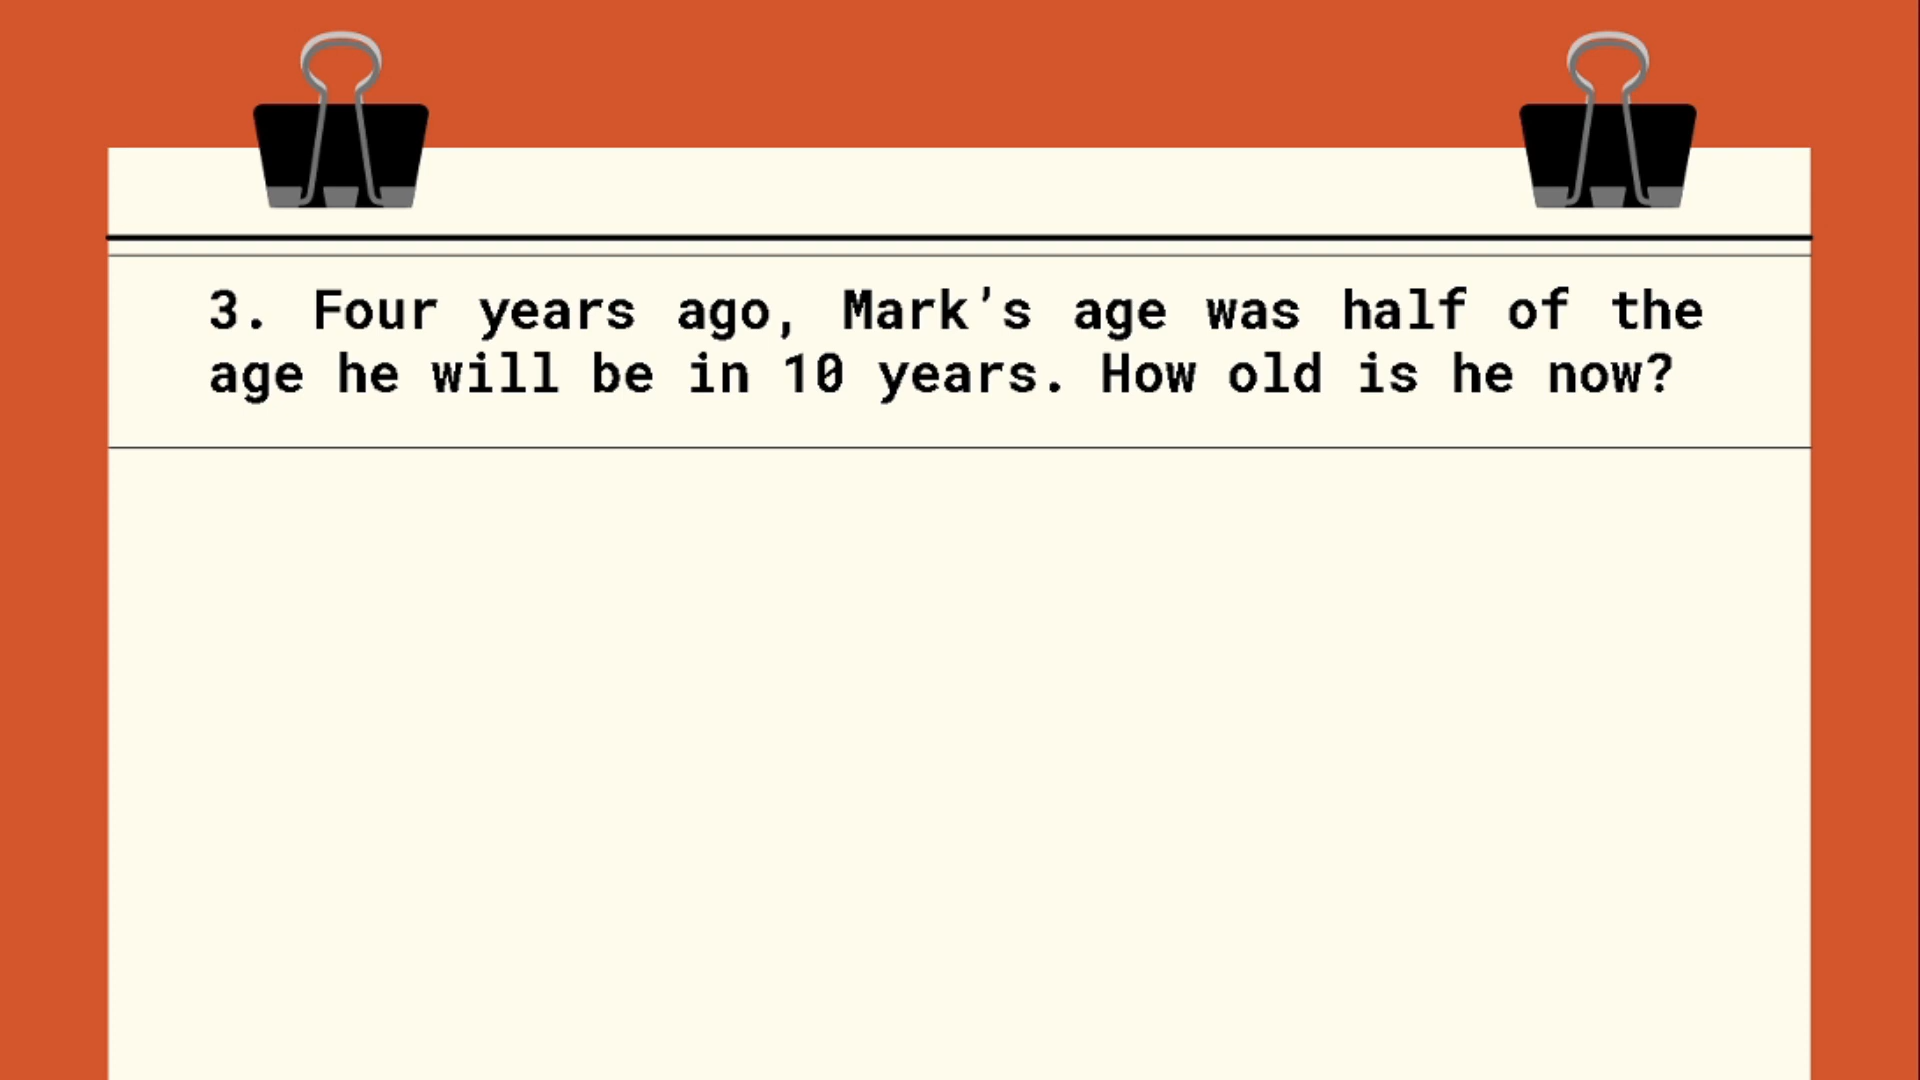 3. Four years ago, Mark’s age was half of the
age he will be in 10 years. How old is he now?